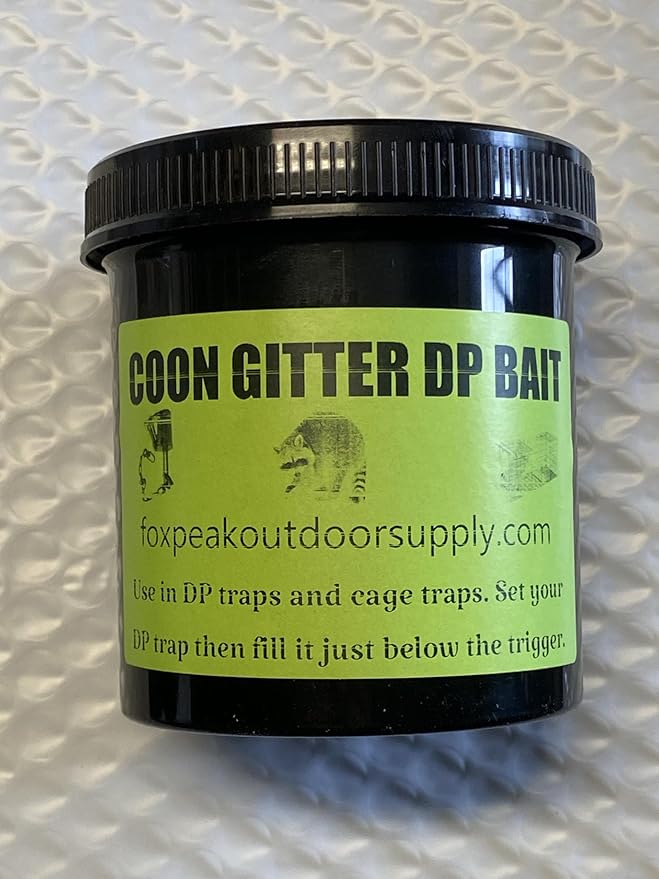 COON GITTER DP BAIT
foxpeakoutdoorsupply.com
Use in DP traps and cage traps. Set your
DP trap then fill it just below the trigger.